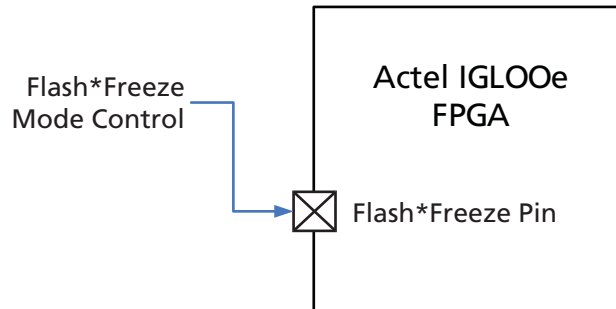 Actel IGLOOe
FPGA
Flash*Freeze
Mode Control
Flash*Freeze Pin